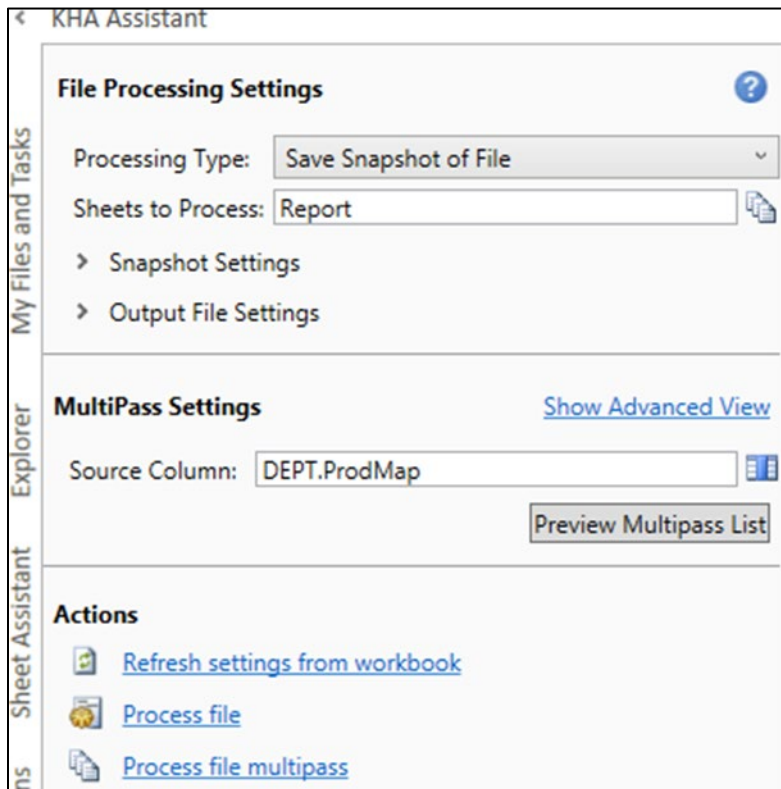 KHA Assistant
File Processing Settings
Processing Type: Save Snapshot of File
Sheets to Process: Report
Snapshot Settings
Output File Settings
MultiPass Settings Show Advanced View
Source Column: DEPT.ProdMap
Preview Multipass List
Actions
Refresh settings from workbook
Process file
Process file multipass
My Files and Tasks
Explorer
Sheet Assistant